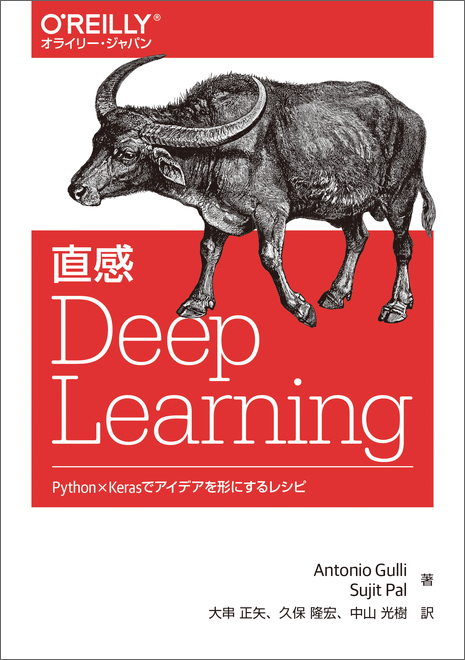 O'REILLY®
オライリー・ジャパン
直感
Deep
Learning
Python×Kerasでアイデアを形にするレシピ
Antonio Gulli
Sujit Pal
著
大串 正矢、久保 隆宏、中山 光樹 訳